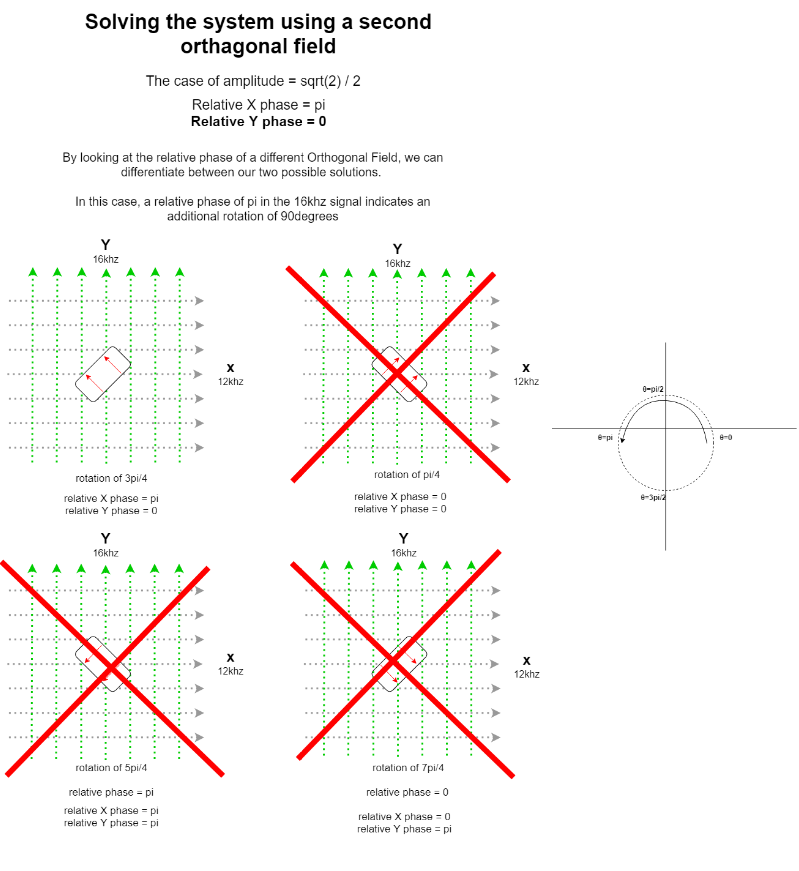 Solving the system using a second
orthagonal field
The case of amplitude = sqrt(2) / 2
Relative X phase = pi
Relative Y phase = 0
By looking at the relative phase of a different Orthogonal Field, we can
differentiate between our two possible solutions.
In this case, a relative phase of pi in the 16khz signal indicates an
additional rotation of 90degrees
Y
16khz
X
12khz
rotation of 3pi/4
relative X phase = pi
relative Y phase = 0
Y
16khz
X
12khz
rotation of pi/4
relative X phase = 0
relative Y phase = 0
θ=pi/2
θ=pi
θ=0
θ=3pi/2
Y
16khz
X
12khz
rotation of 5pi/4
relative phase = pi
relative X phase = pi
relative Y phase = pi
Y
16khz
X
12khz
rotation of 7pi/4
relative phase = 0
relative X phase = 0
relative Y phase = pi